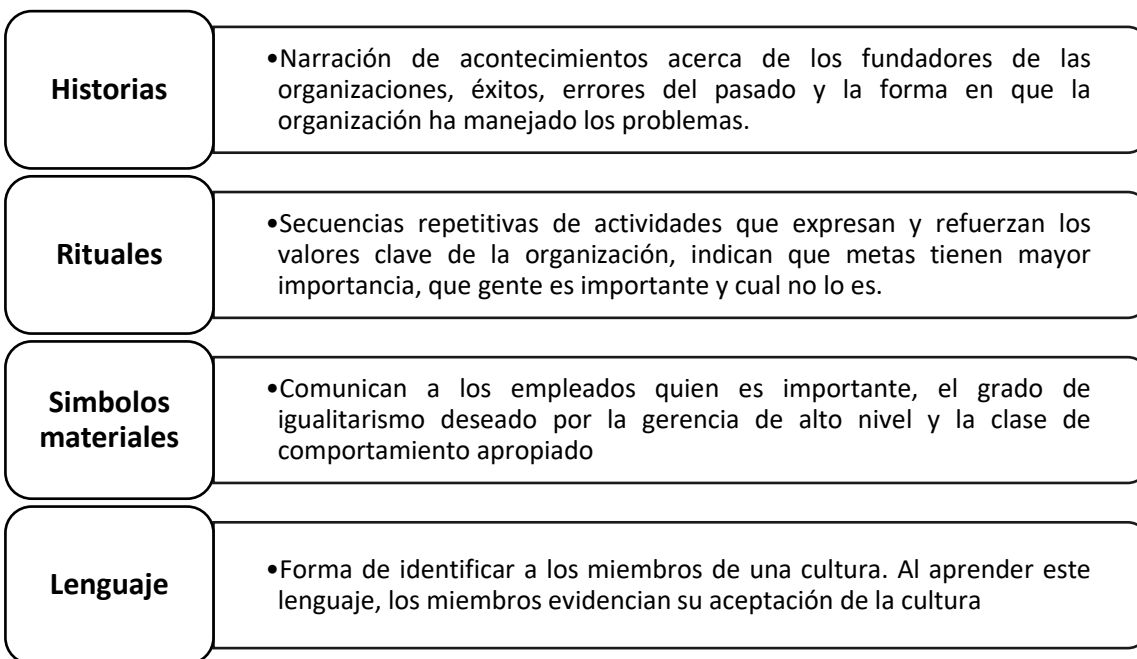 Historias
•Narración de acontecimientos acerca de los fundadores de las
organizaciones, éxitos, errores del pasado y la forma en que la
organización ha manejado los problemas.
Rituales
•Secuencias repetitivas de actividades que expresan y refuerzan los
valores clave de la organización, indican que metas tienen mayor
importancia, que gente es importante y cual no lo es.
Simbolos
materiales
•Comunican a los empleados quien es importante, el grado de
igualitarismo deseado por la gerencia de alto nivel y la clase de
comportamiento apropiado
Lenguaje
•Forma de identificar a los miembros de una cultura. Al aprender este
lenguaje, los miembros evidencian su aceptación de la cultura